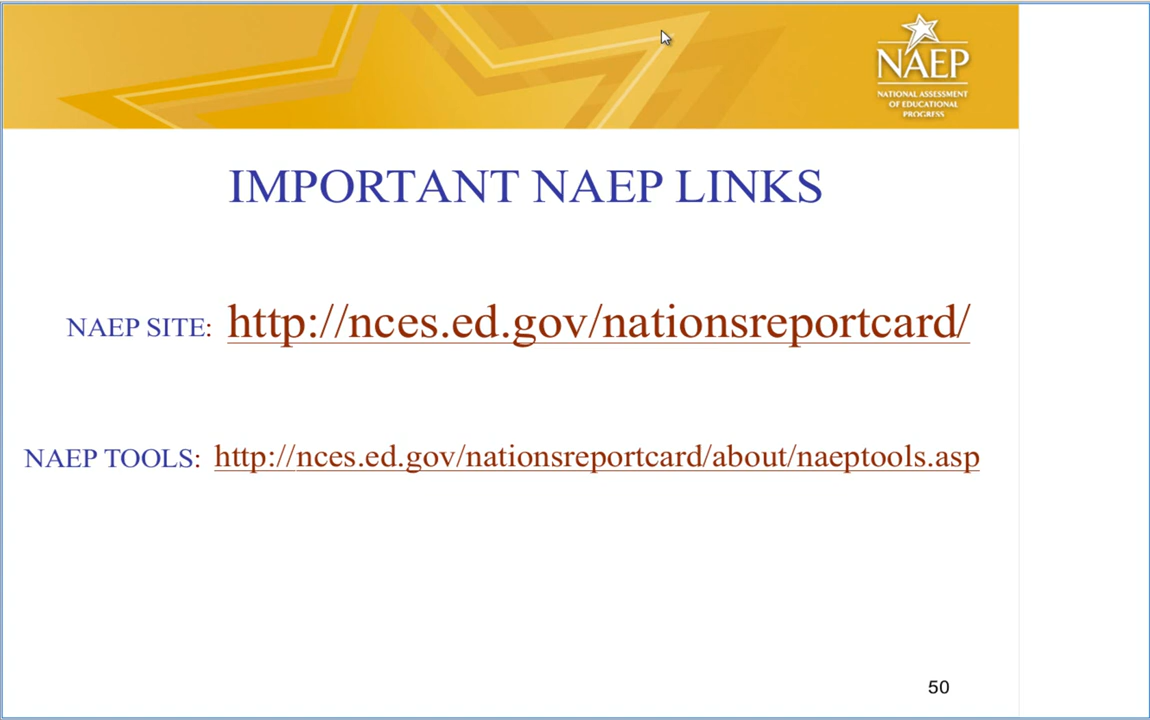 NAEP
NATIONAL ASSESSMENT
OF EDUCATIONAL
PROGRESS
IMPORTANT NAEP LINKS
NAEP SITE: http://nces.ed.gov/nationsreportcard/
NAEP TOOLS: http://nces.ed.gov/nationsreportcard/about/naeptools.asp
50